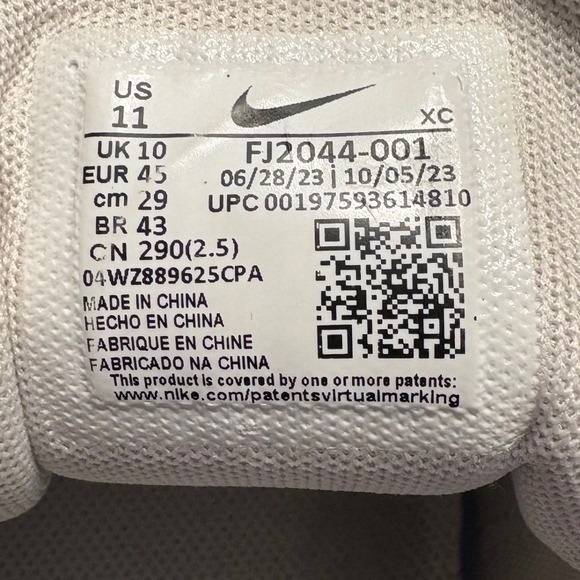 US
11
XC
UK 10
FJ2044-001
EUR 45
06/28/23 | 10/05/23
cm 29
UPC 00197593614810
BR 43
CN 290(2.5)
04WZ889625CPA
MADE IN CHINA
HECHO EN CHINA
FABRIQUE EN CHINE
FABRICADO NA CHINA
This product is covered by one or more patents:
www.nike.com/patentsvirtualmarking